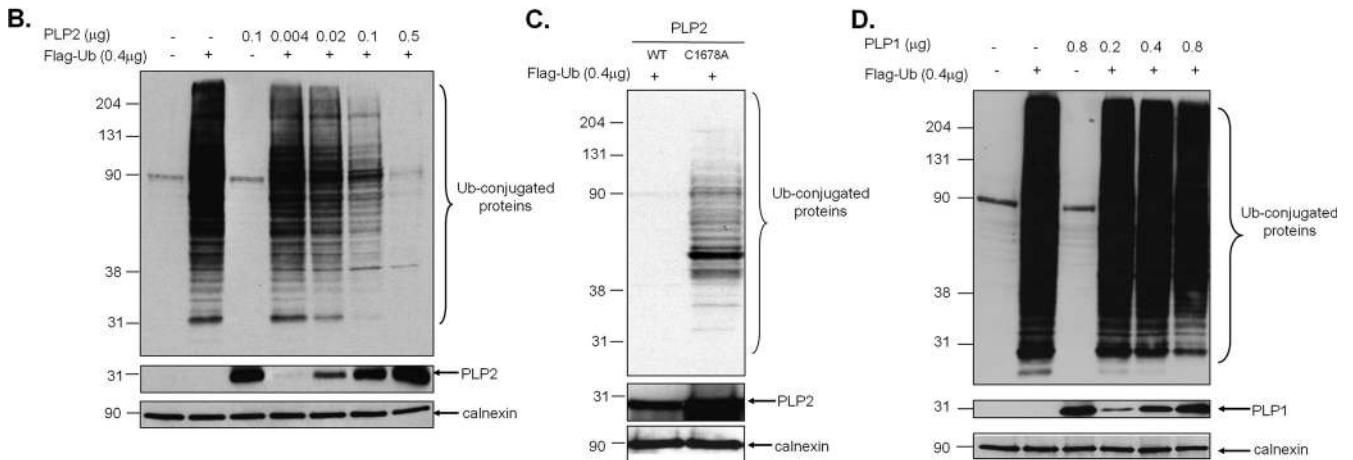 B.
PLP2 (μg) - - 0.1 0.004 0.02 0.1 0.5
Flag-Ub (0.4μg) - + - + + + +
204
131
90
38
31
Ub-conjugated
proteins
31
PLP2
90
calnexin
C.
PLP2
WT C1678A
Flag-Ub (0.4μg) + +
204
131
90
38
31
Ub-conjugated
proteins
31
PLP2
90
calnexin
D.
PLP1 (μg) - - 0.8 0.2 0.4 0.8
Flag-Ub (0.4μg) - + - + + +
204
131
90
38
31
Ub-conjugated
proteins
31
PLP1
90
calnexin